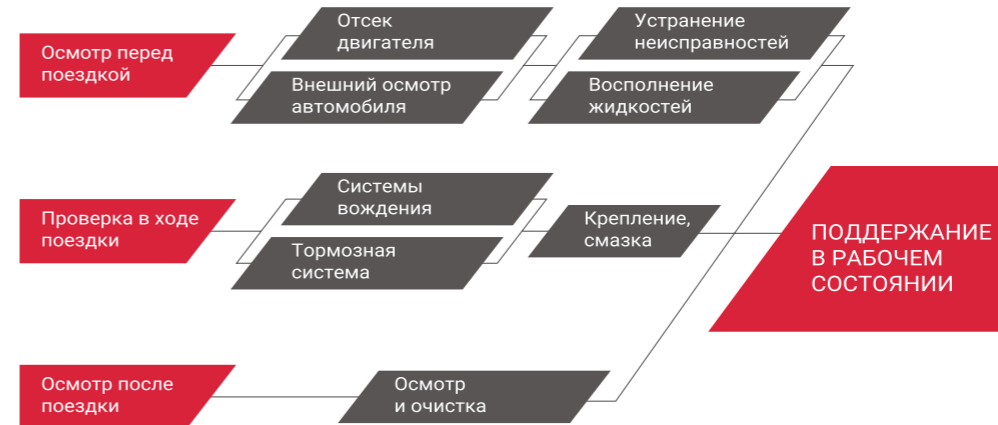 Осмотр перед
поездкой
Отсек
двигателя
Внешний осмотр
автомобиля
Устранение
неисправностей
Восполнение
жидкостей
Проверка в ходе
поездки
Системы
вождения
Тормозная
система
Крепление,
смазка
ПОДДЕРЖАНИЕ
В РАБОЧЕМ
СОСТОЯНИИ
Осмотр после
поездки
Осмотр
и очистка